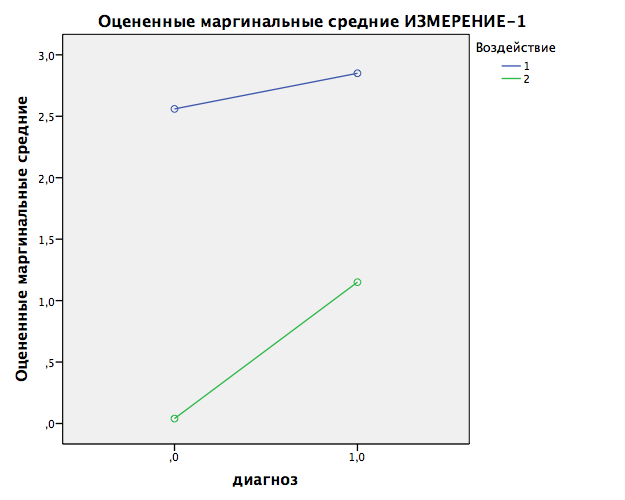 Оцененные маргинальные средние ИЗМЕРЕНИЕ-1
Воздействие
1
2
Оцененные маргинальные средние
3,0
2,5
2,0
1,5
1,0
,5
,0
,0
1,0
диагноз